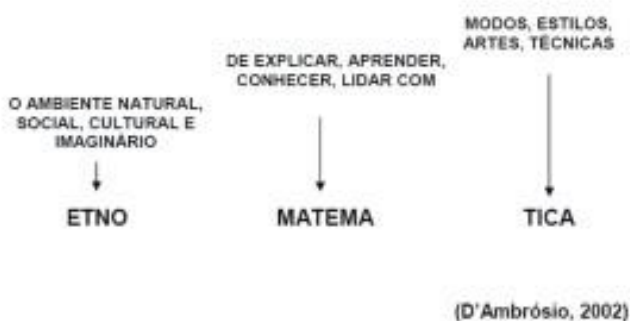 MODOS, ESTILOS,
ARTES, TÉCNICAS
DE EXPLICAR, APRENDER,
CONHECER, LIDAR COM
O AMBIENTE NATURAL,
SOCIAL, CULTURAL E
IMAGINÁRIO
ETNO
MATEMA
TICA
(D'Ambrósio, 2002)